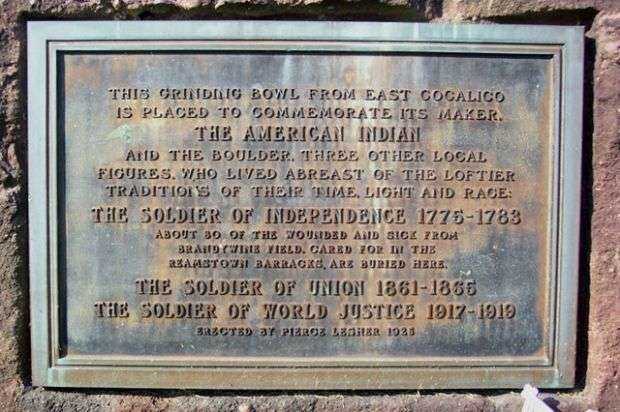 THIS GRINDING BOWL FROM EAST COCALICO
IS PLACED TO COMMEMORATE ITS MAKER,
THE AMERICAN INDIAN
AND THE BOULDER, THREE OTHER LOCAL
FIGURES, WHO LIVED ABREAST OF THE LOFTIER
TRADITIONS OF THEIR TIME, LIGHT AND RACE:
THE SOLDIER OF INDEPENDENCE 1775-1783
ABOUT 80 OF THE WOUNDED AND SICK FROM
BRANDYWINE FIELD, CARED FOR IN THE
REAMSTOWN BARRACKS, ARE BURIED HERE.
THE SOLDIER OF UNION 1861-1865
THE SOLDIER OF WORLD JUSTICE 1917-1919
ERECTED BY PIERCE LESHER 1925